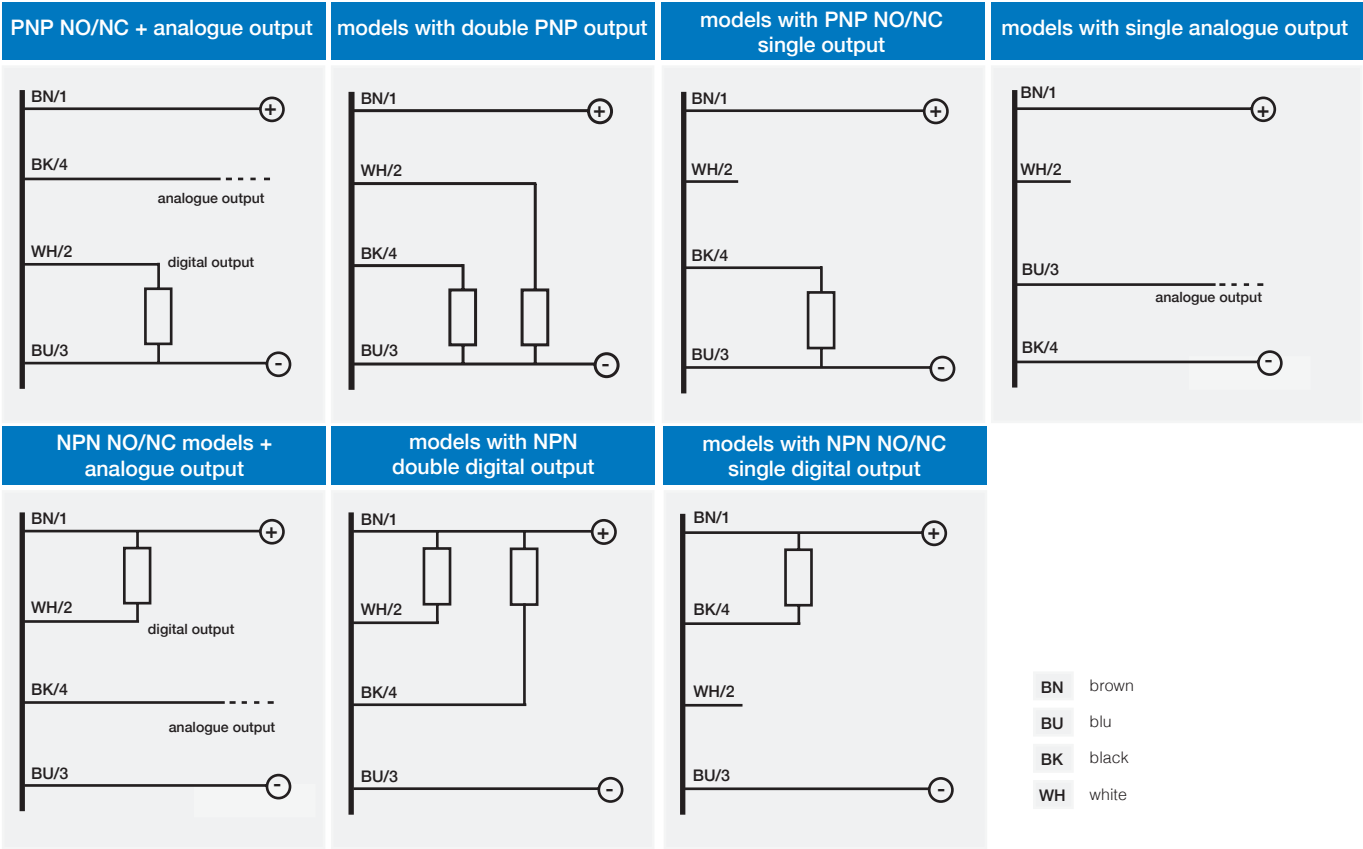 PNP NO/NC + analogue output
BN/1
+
BK/4
analogue output
WH/2
digital output
BU/3
-
models with double PNP output
BN/1
+
WH/2
BK/4
BU/3
-
models with PNP NO/NC
single output
BN/1
+
WH/2
BK/4
BU/3
-
models with single analogue output
BN/1
+
WH/2
BU/3
analogue output
BK/4
-
NPN NO/NC models +
analogue output
BN/1
+
WH/2
digital output
BK/4
analogue output
BU/3
-
models with NPN
double digital output
BN/1
+
WH/2
BK/4
BU/3
-
models with NPN NO/NC
single digital output
BN/1
+
BK/4
WH/2
BU/3
-
BN brown
BU blu
BK black
WH white